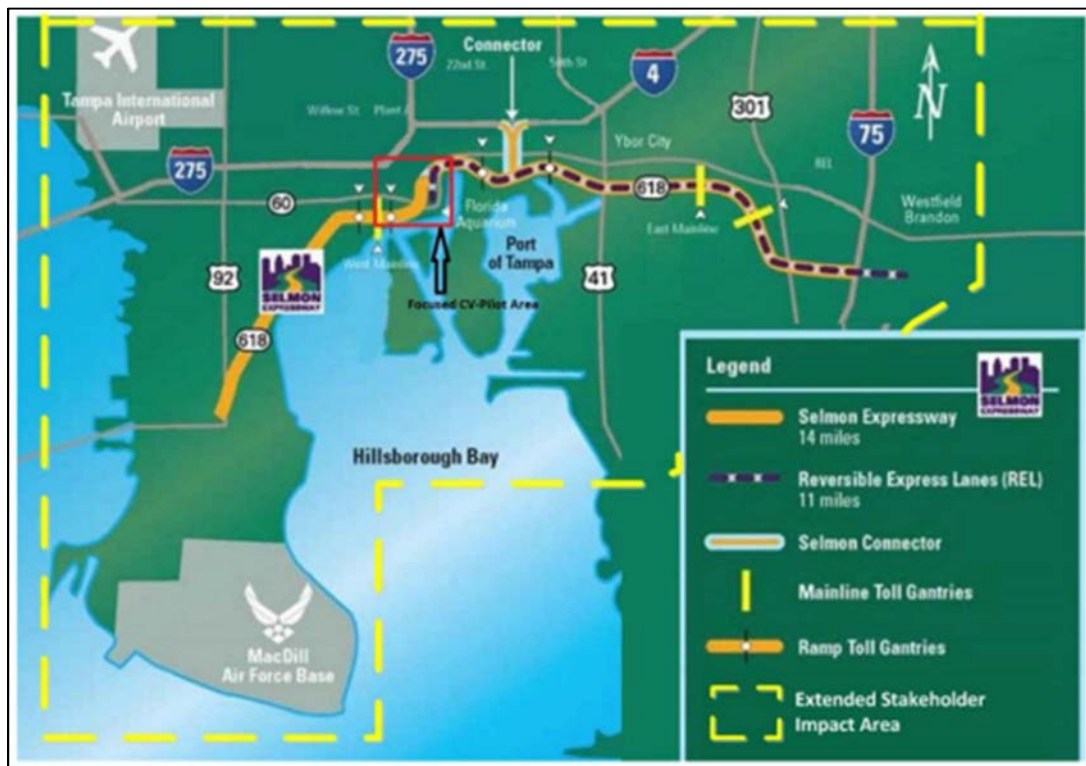 Connector
22nd St.
50th St
275
4
Tampa International
Airport
Willow St.
301
N
Ybor City
75
275
REL
60
618
Westfield
Brandon
Florida
Aquarium
East Mainline
Port
of Tampa
West Mainline
92
SELMON
EXPRESSWAY
41
Focused CV-Pilot Area
618
Legend
SELMON
EXPRESSWAY
Selmon Expressway
14 miles
Hillsborough Bay
Reversible Express Lanes (REL)
11 miles
Selmon Connector
Mainline Toll Gantries
MacDill
Air Force Base
Ramp Toll Gantries
Extended Stakeholder
Impact Area